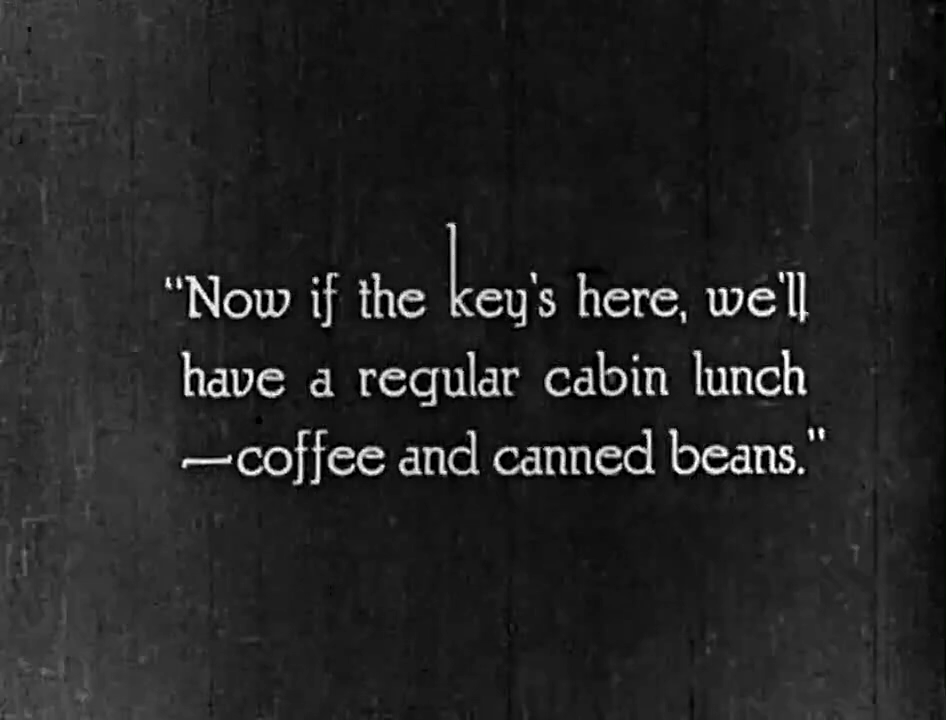 "Now if the key's here, we'll
have a regular cabin lunch
—coffee and canned beans."